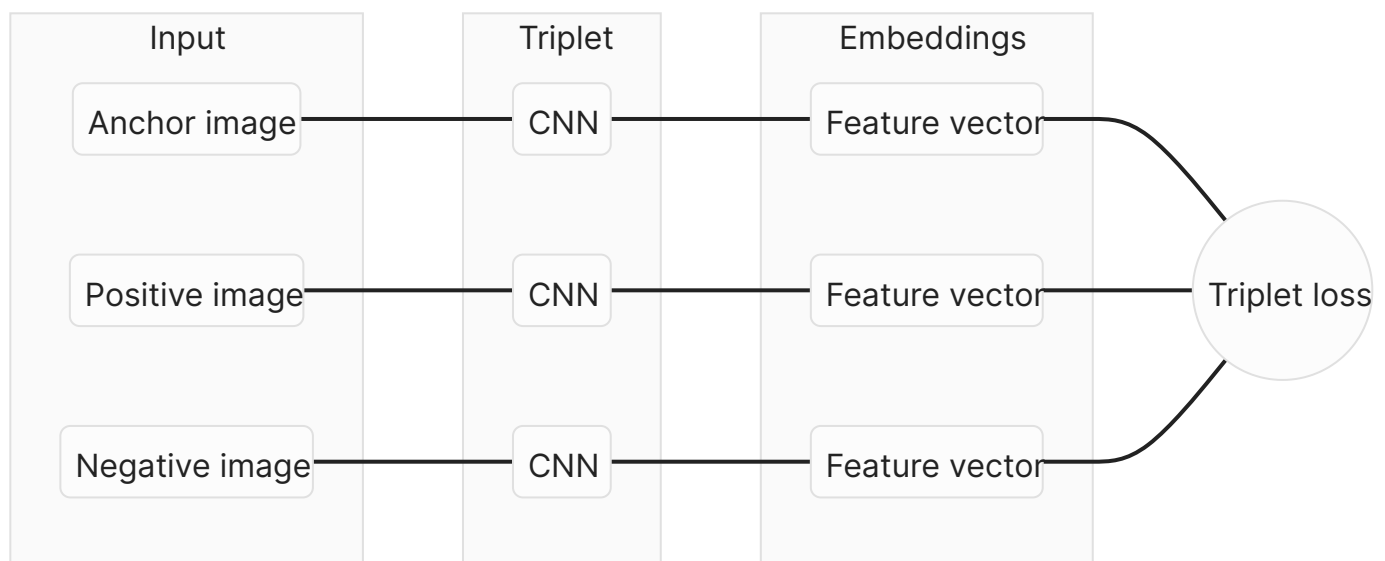 Input
Triplet
Embeddings
Anchor image
CNN
Feature vector
Positive image
CNN
Feature vector
Triplet loss
Negative image
CNN
Feature vector